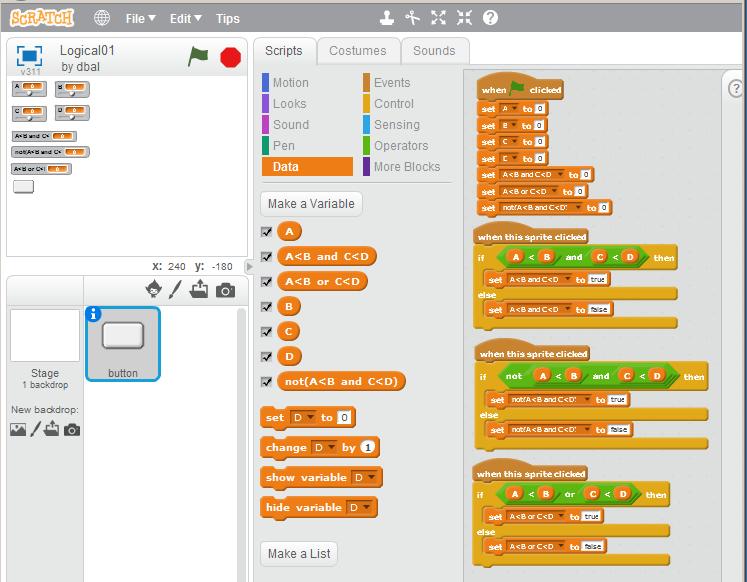 SCRATCH File▼ Edit▼ Tips
Logical01
by dbal
v311
A 0 B 0
C 0 D 0
A<B and C< 0
not(A<B and C< 0
A<B or C<I 0
x: 240 y: -180
Stage
1 backdrop
New backdrop:
button
Scripts Costumes Sounds
Motion Events
Looks Control
Sound Sensing
Pen Operators
Data More Blocks
Make a Variable
A
A<B and C<D
A<B or C<D
B
C
D
not(A<B and C<D)
set D▼ to 0
change D▼ by 1
show variable D▼
hide variable D▼
Make a List
when clicked
set A▼ to 0
set B▼ to 0
set C▼ to 0
set to 0
set A<B and C<D▼ to 0
set A<B or C<D▼ to 0
set not(A<B and C<D)▼ to 0
when this sprite clicked
if A < B and C < D then
set A<B and C<D▼ to true
else
set A<B and C<D▼ to false
when this sprite clicked
if not A < B and C < D then
set not(A<B and C<D)▼ to true
else
set not(A<B and C<D)▼ to false
when this sprite clicked
if A < B or C < D then
set A<B or C<D▼ to true
else
set A<B or C<D▼ to false